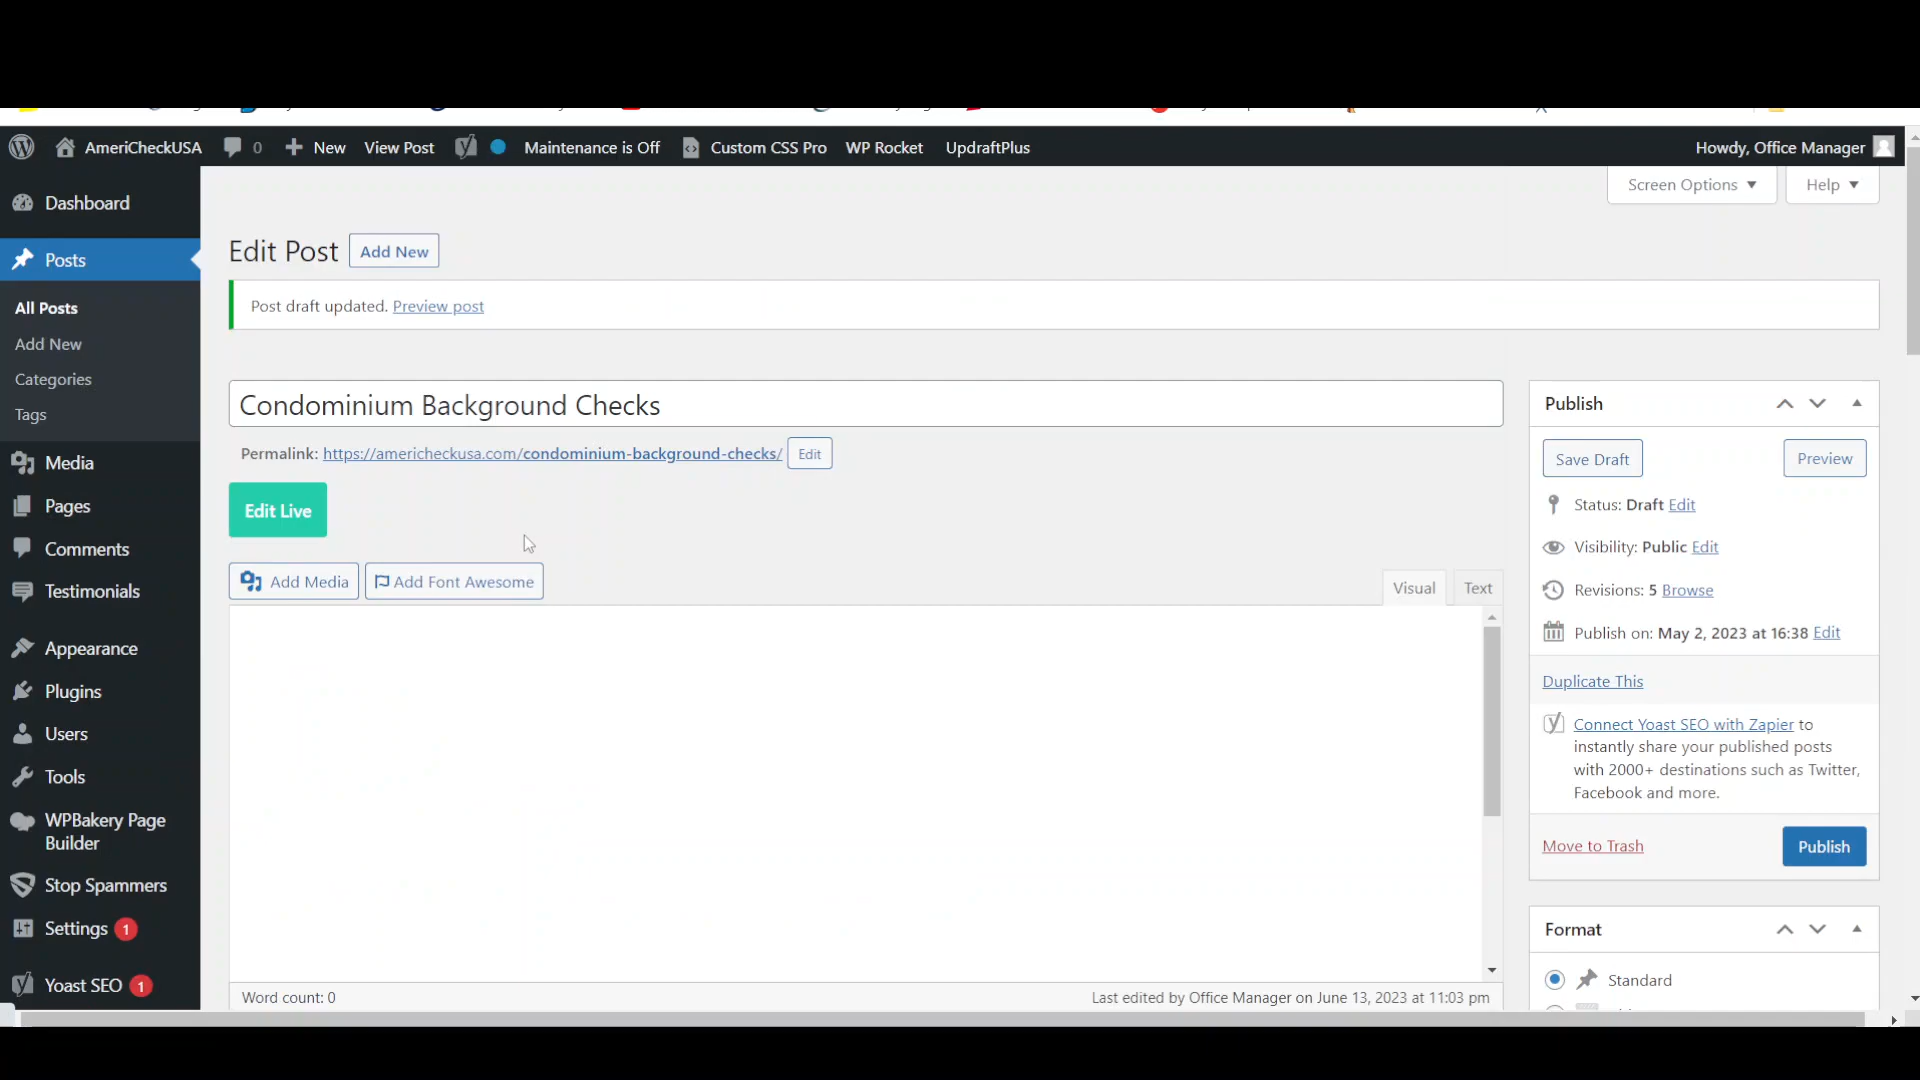 AmeriCheckUSA 0 New View Post Maintenance is Off Custom CSS Pro WP Rocket UpdraftPlus Howdy, Office Manager
Screen Options Help
Dashboard
Posts
All Posts
Add New
Categories
Tags
Media
Pages
Comments
Testimonials
Appearance
Plugins
Users
Tools
WPBakery Page
Builder
Stop Spammers
Settings 1
Yoast SEO 1
Edit Post Add New
Post draft updated. Preview post
Condominium Background Checks
Permalink: https://americheckusa.com/condominium-background-checks/ Edit
Edit Live
Add Media Add Font Awesome
Visual Text
Word count: 0
Last edited by Office Manager on June 13, 2023 at 11:03 pm
Publish
Save Draft Preview
Status: Draft Edit
Visibility: Public Edit
Revisions: 5 Browse
Publish on: May 2, 2023 at 16:38 Edit
Duplicate This
Connect Yoast SEO with Zapier to
instantly share your published posts
with 2000+ destinations such as Twitter,
Facebook and more.
Move to Trash Publish
Format
Standard